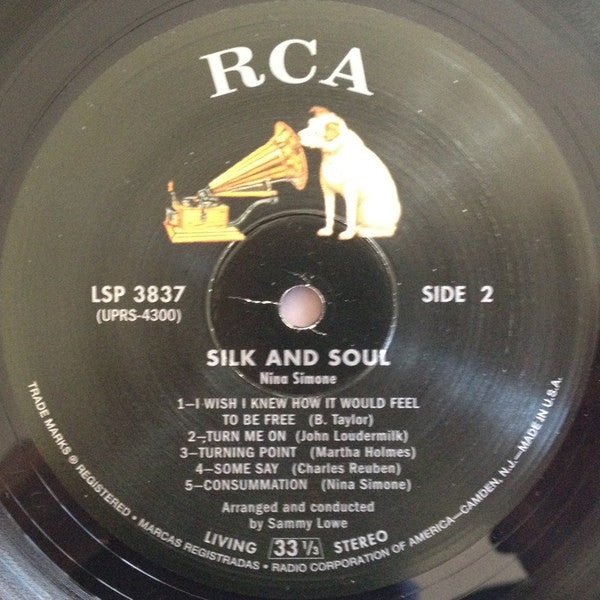 RCA
LSP 3837
(UPRS-4300)
SIDE 2
SILK AND SOUL
Nina Simone
1–I WISH I KNEW HOW IT WOULD FEEL
TO BE FREE (B. Taylor)
2–TURN ME ON (John Loudermilk)
3–TURNING POINT (Martha Holmes)
4–SOME SAY (Charles Reuben)
5–CONSUMMATION (Nina Simone)
Arranged and conducted
by Sammy Lowe
LIVING 33 1/3 STEREO
TRADE MARKS ® REGISTERED • MARCAS REGISTRADAS • RADIO CORPORATION OF AMERICA—CAMDEN, N.J.—MADE IN U.S.A.